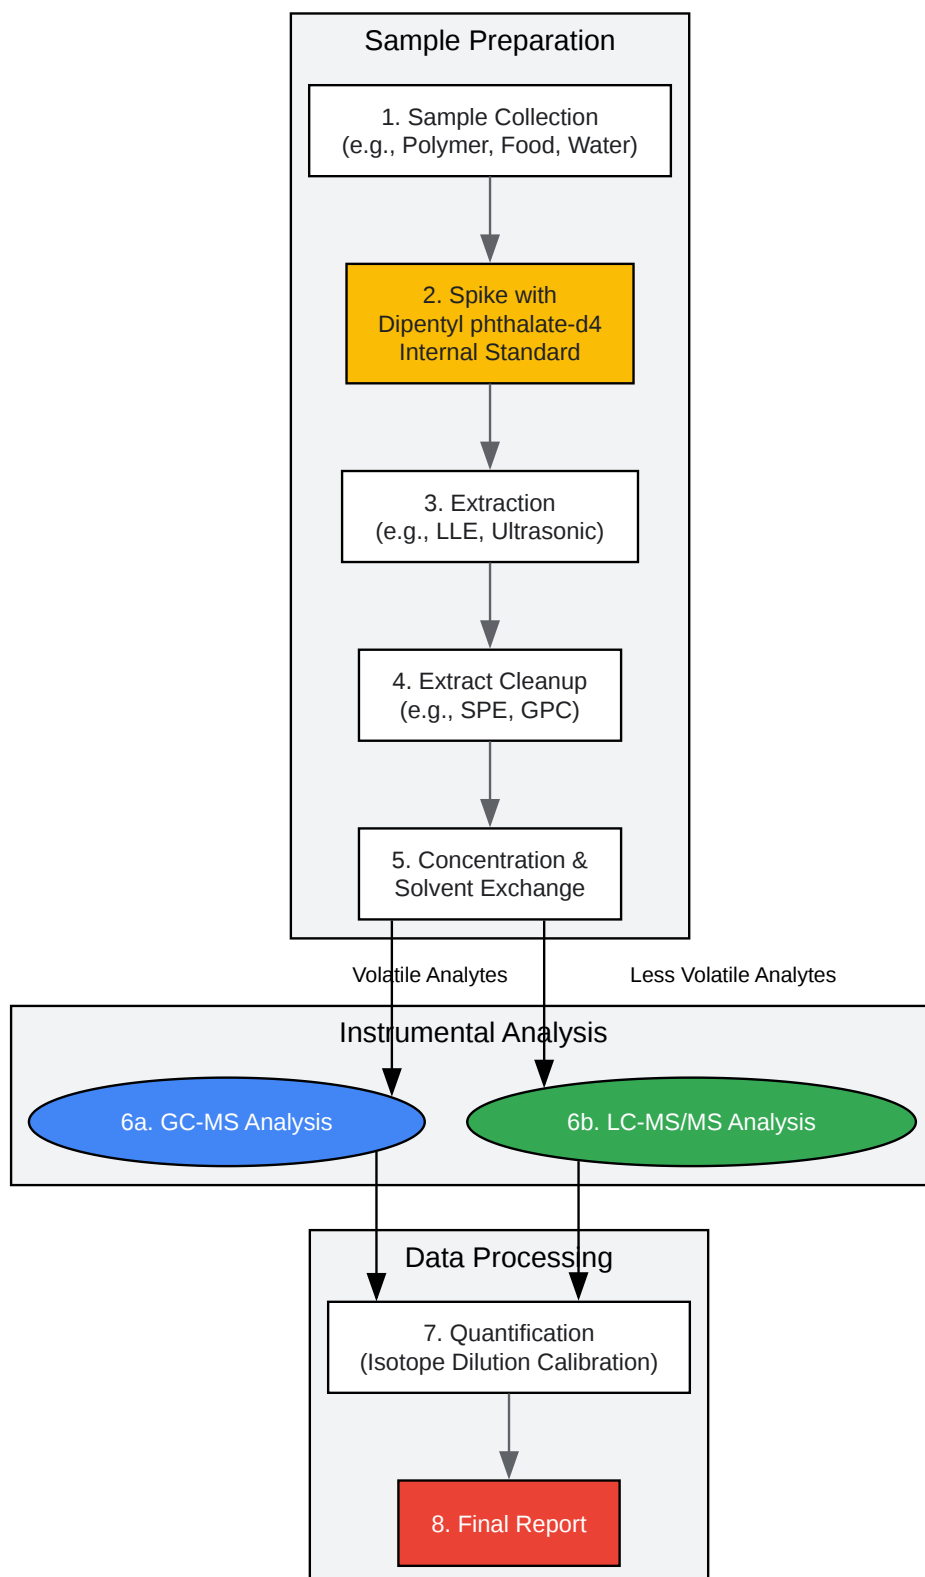 Sample Preparation
1. Sample Collection
(e.g., Polymer, Food, Water)
2. Spike with
Dipentyl phthalate-d4
Internal Standard
3. Extraction
(e.g., LLE, Ultrasonic)
4. Extract Cleanup
(e.g., SPE, GPC)
5. Concentration &
Solvent Exchange
Volatile Analytes
Less Volatile Analytes
Instrumental Analysis
6a. GC-MS Analysis
6b. LC-MS/MS Analysis
Data Processing
7. Quantification
(Isotope Dilution Calibration)
8. Final Report